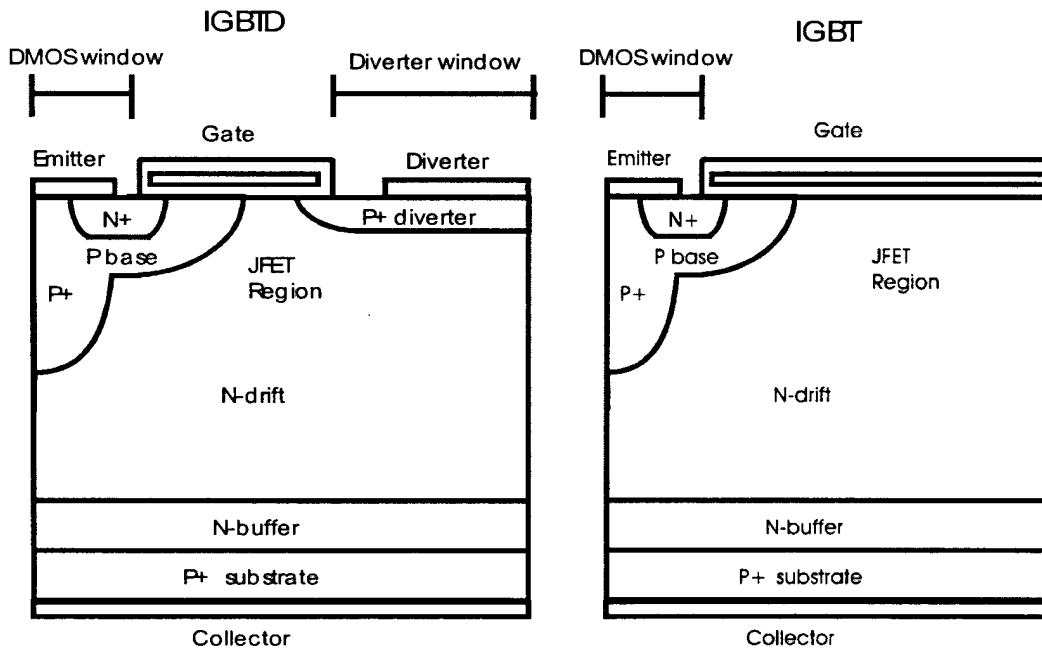 IGBTD
DMOS window
Diverter window
Gate
Emitter
Diverter
N+
P+ diverter
P base
P+
JFET
Region
N-drift
N-buffer
P+ substrate
Collector
IGBT
DMOS window
Gate
Emitter
N+
P base
P+
JFET
Region
N-drift
N-buffer
P+ substrate
Collector